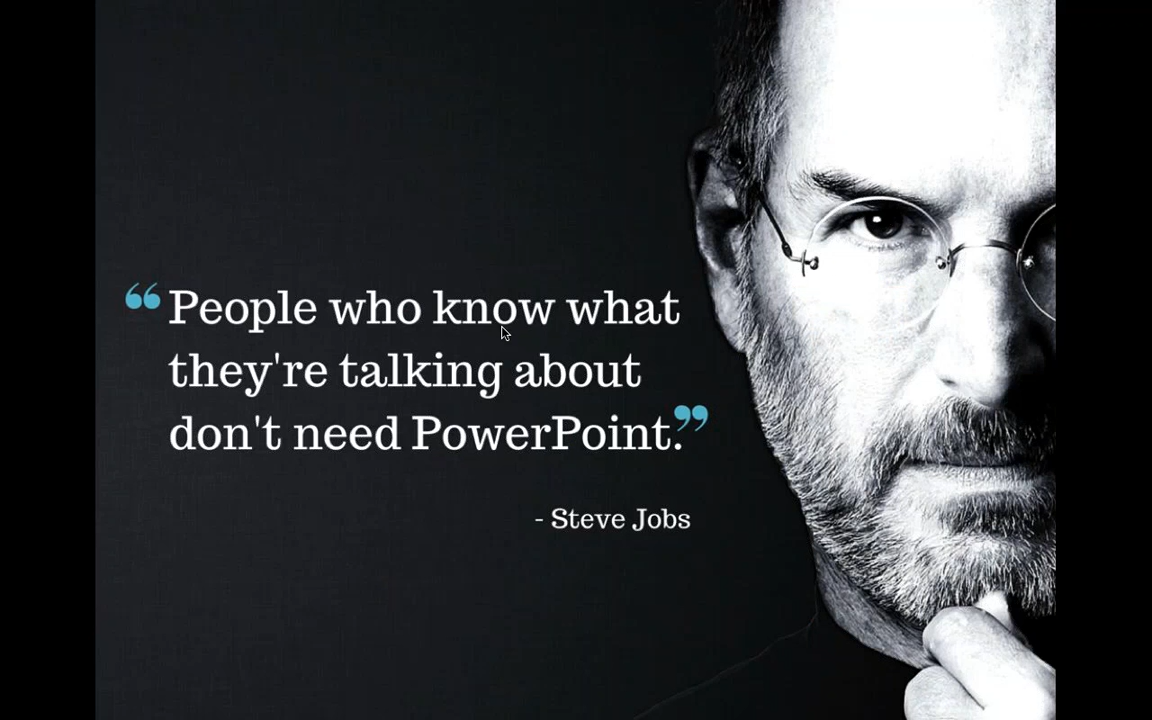 “People who know what
they're talking about
don't need PowerPoint.”
- Steve Jobs